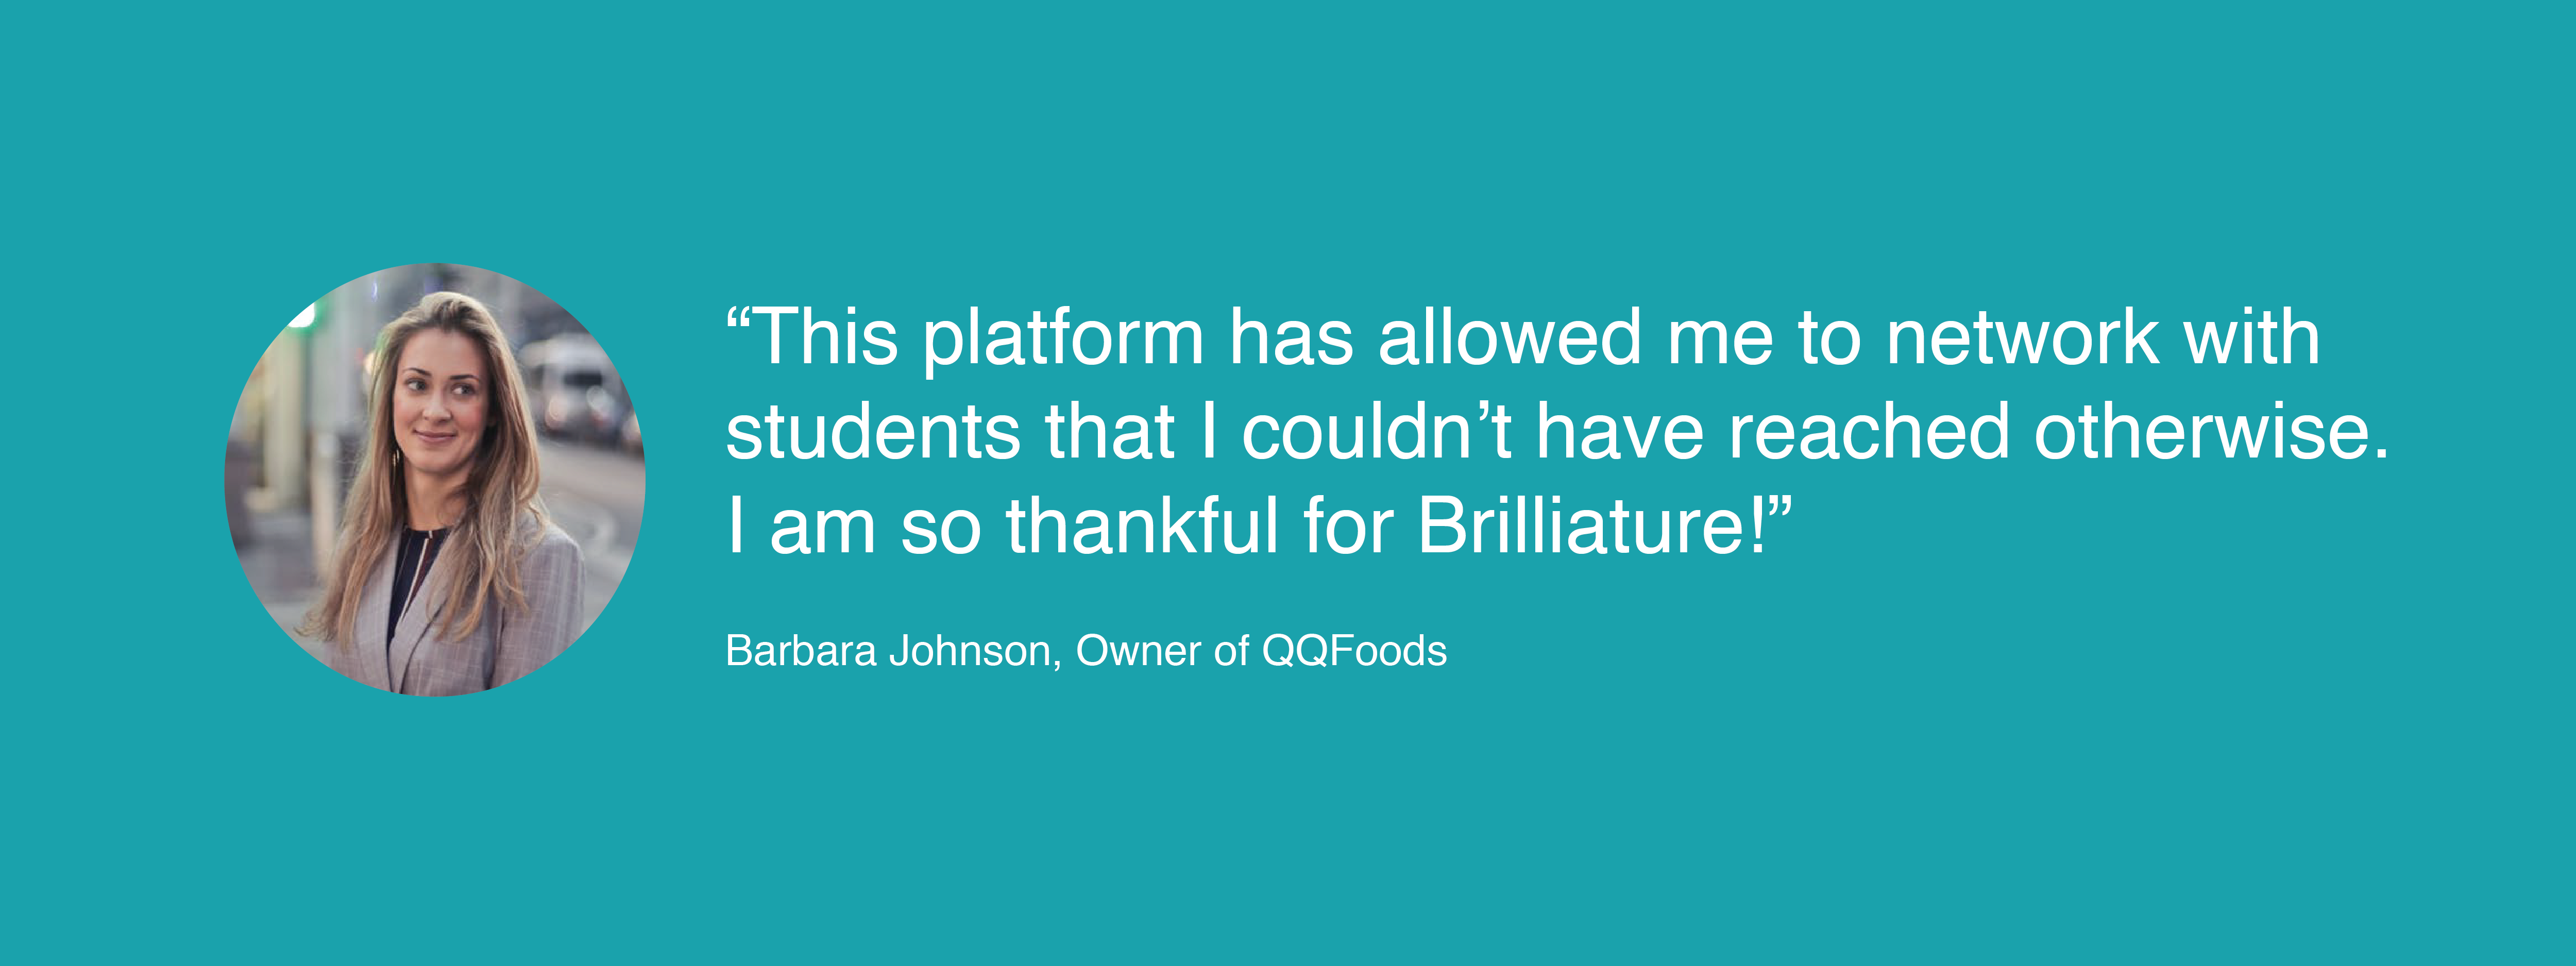 “This platform has allowed me to network with
students that I couldn’t have reached otherwise.
I am so thankful for Brilliature!”
Barbara Johnson, Owner of QQFoods